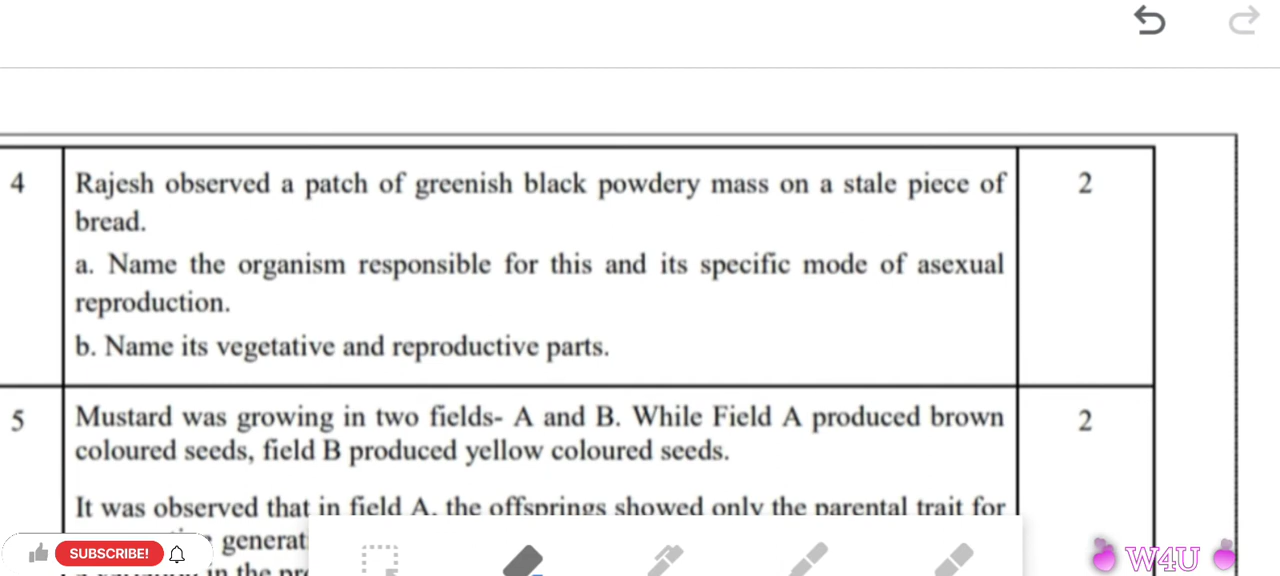 4
Rajesh observed a patch of greenish black powdery mass on a stale piece of
bread.
2
a. Name the organism responsible for this and its specific mode of asexual
reproduction.
b. Name its vegetative and reproductive parts.
5
Mustard was growing in two fields- A and B. While Field A produced brown
coloured seeds, field B produced yellow coloured seeds.
2
It was observed that in field A, the offsprings showed only the parental trait for
in the
SUBSCRIBE!
W4U